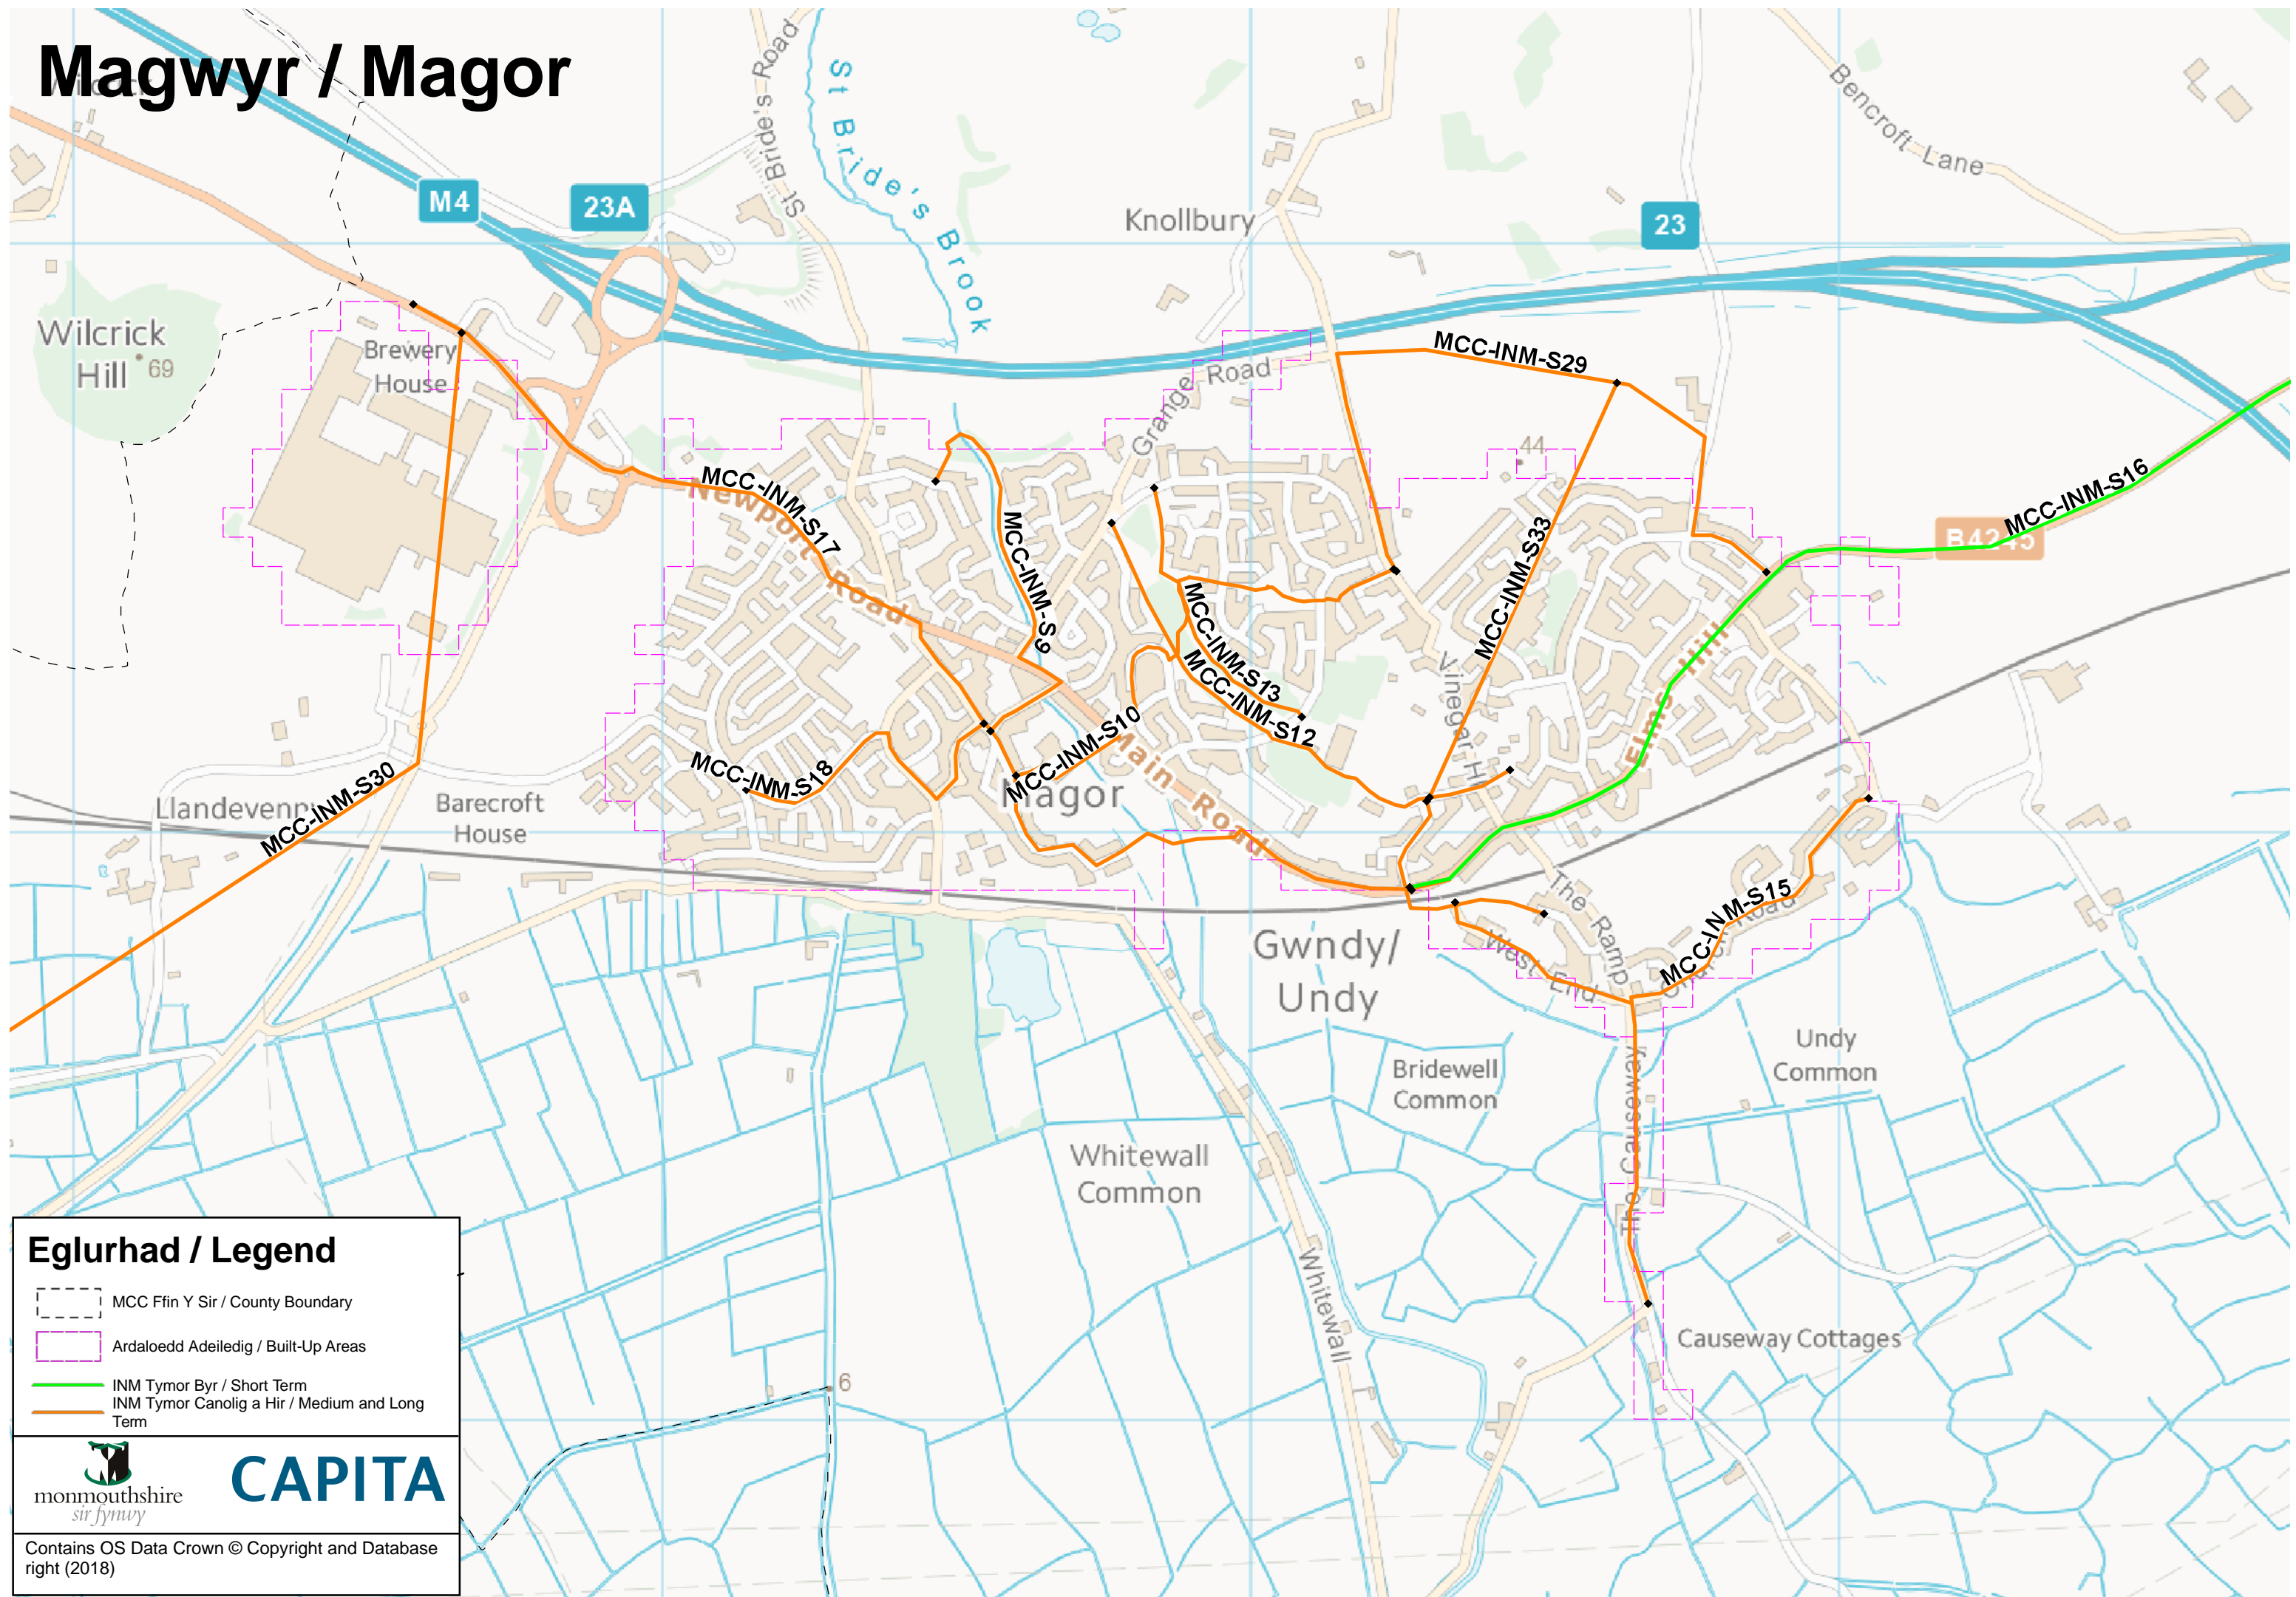 Magwyr / Magor
M4
23A
St Bride's Road
St Bride's Brook
Knollbury
23
Bencroft Lane
Wilcrick
Hill
69
Brewery
House
Grange Road
MCC-INM-S29
44
MCC-INM-S16
B4245
MCC-INM-S17
Newport Road
MCC-INM-S9
MCC-INM-S33
MCC-INM-S13
MCC-INM-S12
Vinegar Hi
Elms Hill
MCC-INM-S10
Main Road
MCC-INM-S18
Magor
MCC-INM-S30
Llandevenn
Barecroft
House
The Ramp
MCC-INM-S15
Road
West End
Gwndy/
Undy
Bridewell
Common
Undy
Common
The Causeway
Whitewall
Common
Whitewall
Causeway Cottages
6
Eglurhad / Legend
MCC Ffin Y Sir / County Boundary
Ardaloedd Adeiledig / Built-Up Areas
INM Tymor Byr / Short Term
INM Tymor Canolig a Hir / Medium and Long
Term
monmouthshire
sir fynwy
CAPITA
Contains OS Data Crown © Copyright and Database
right (2018)